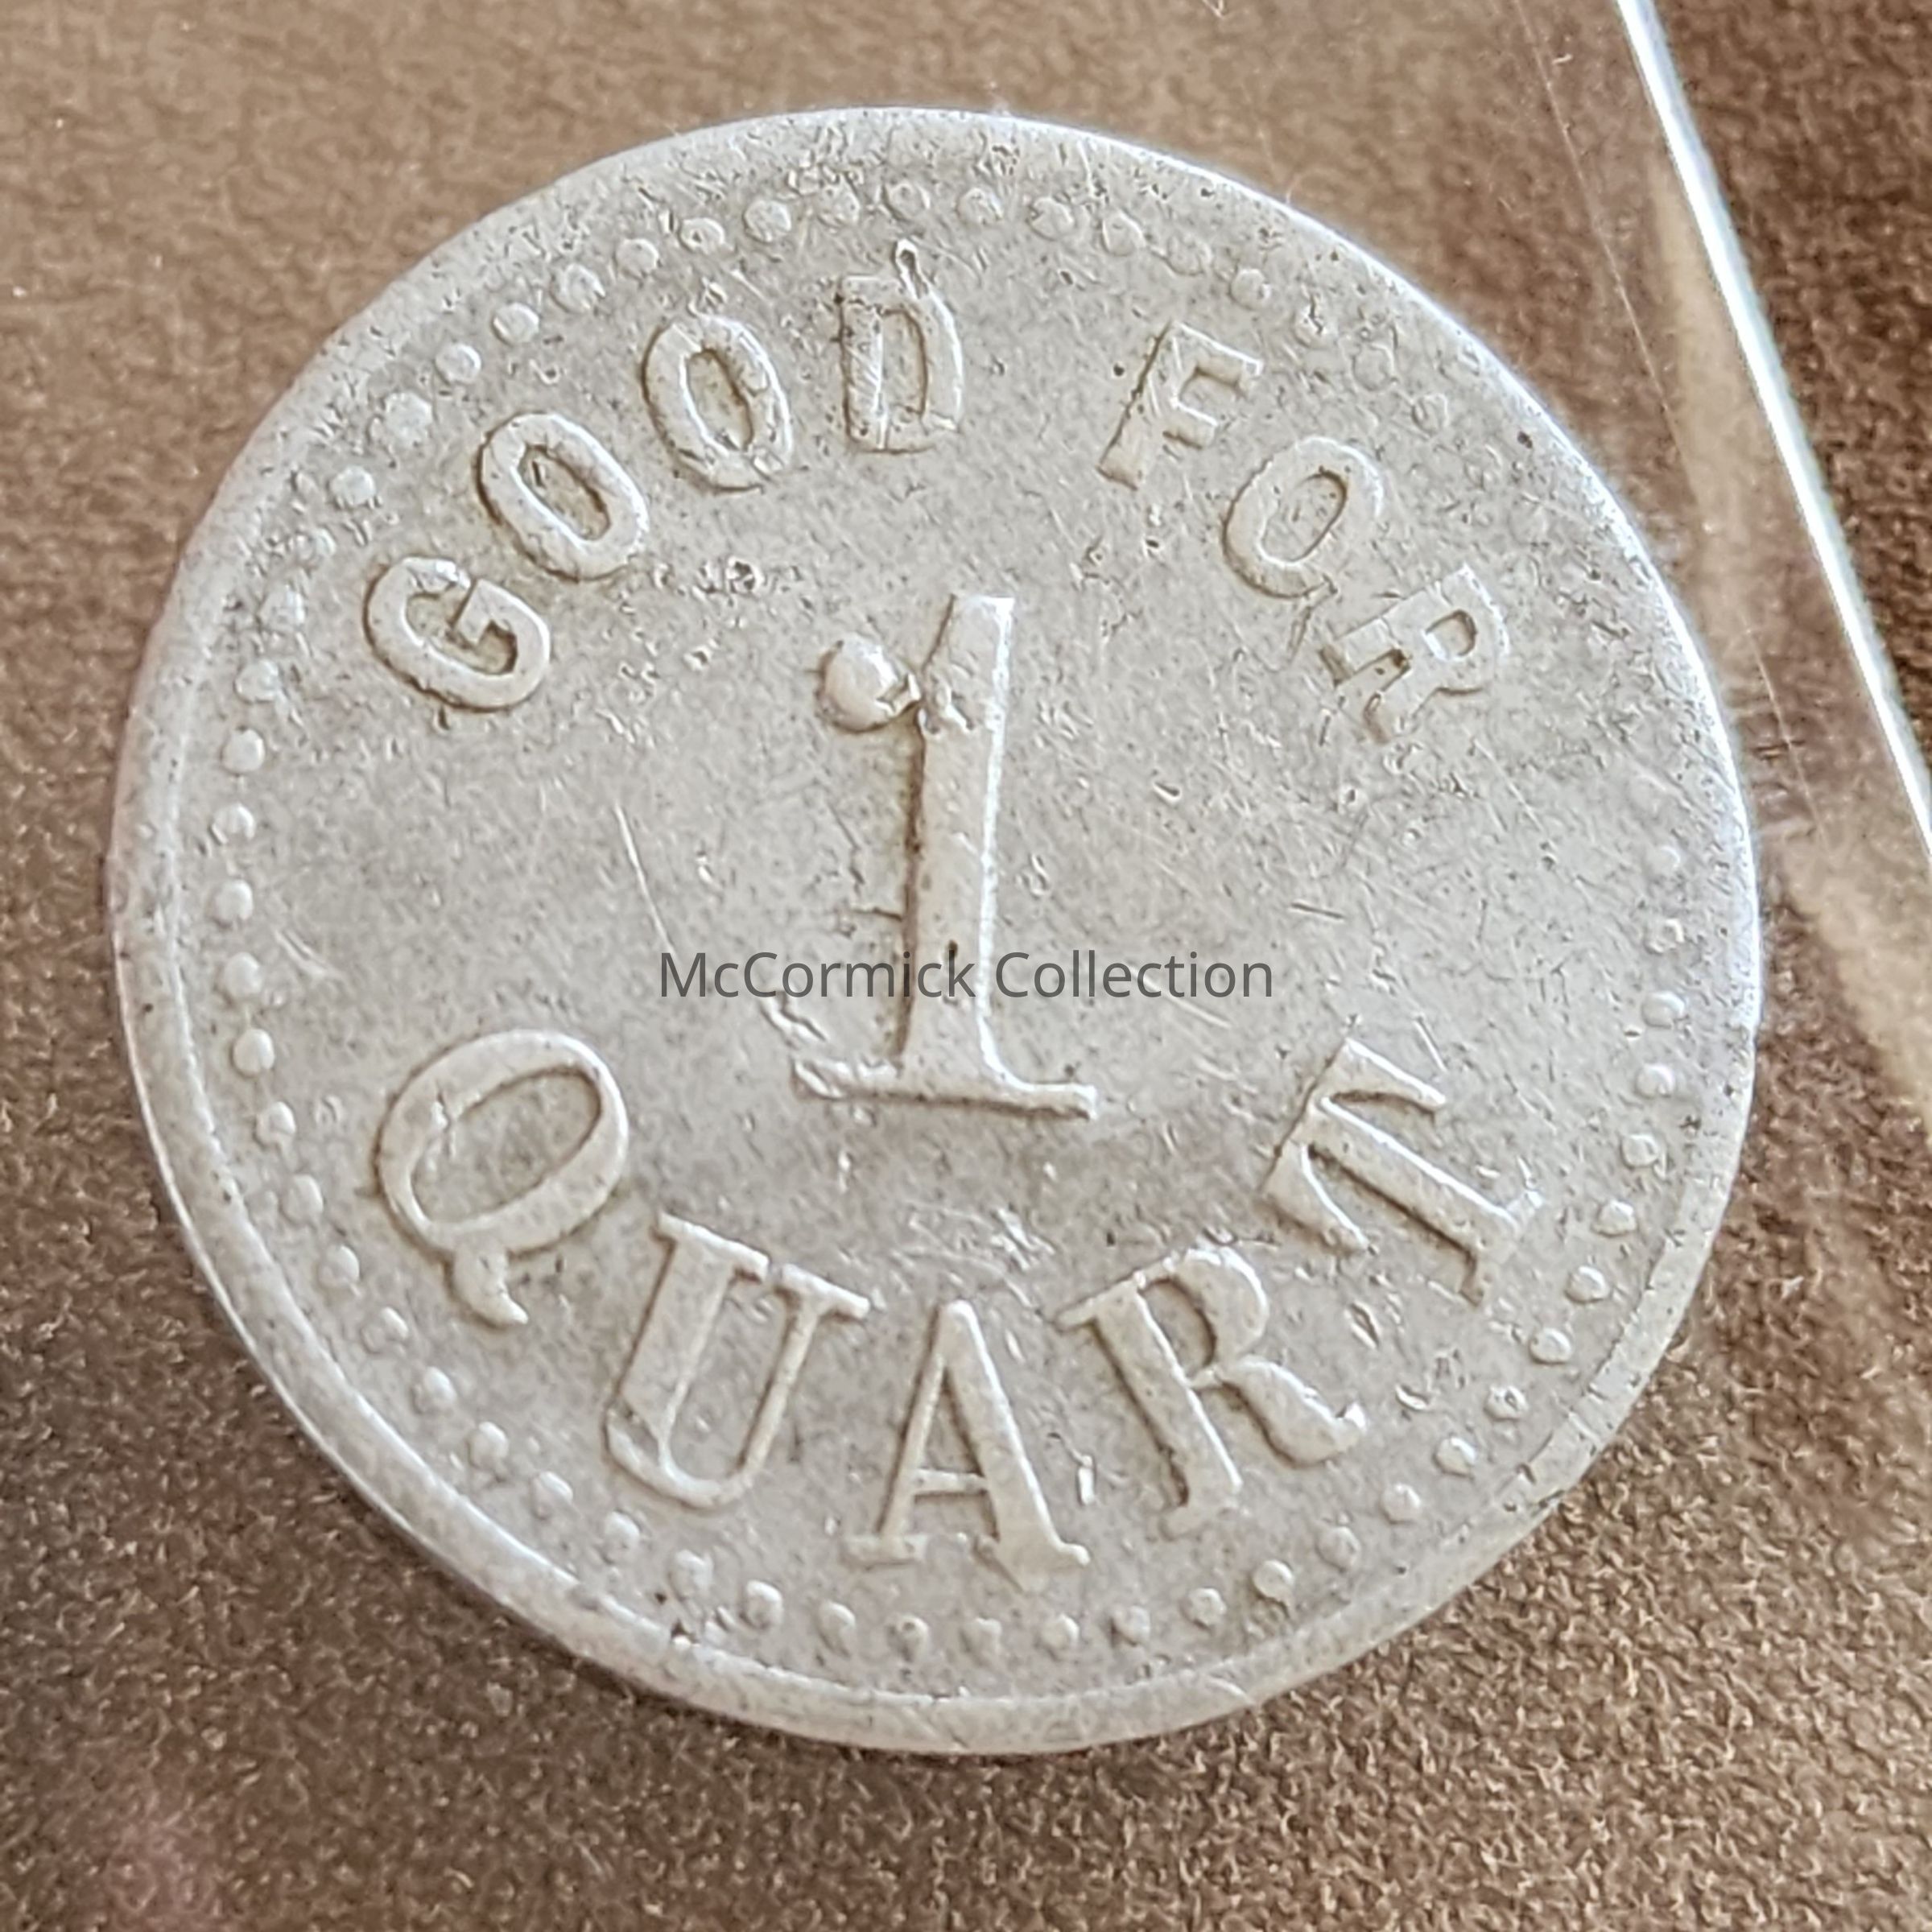 GOOD FOR
1
McCormick Collection
QUART